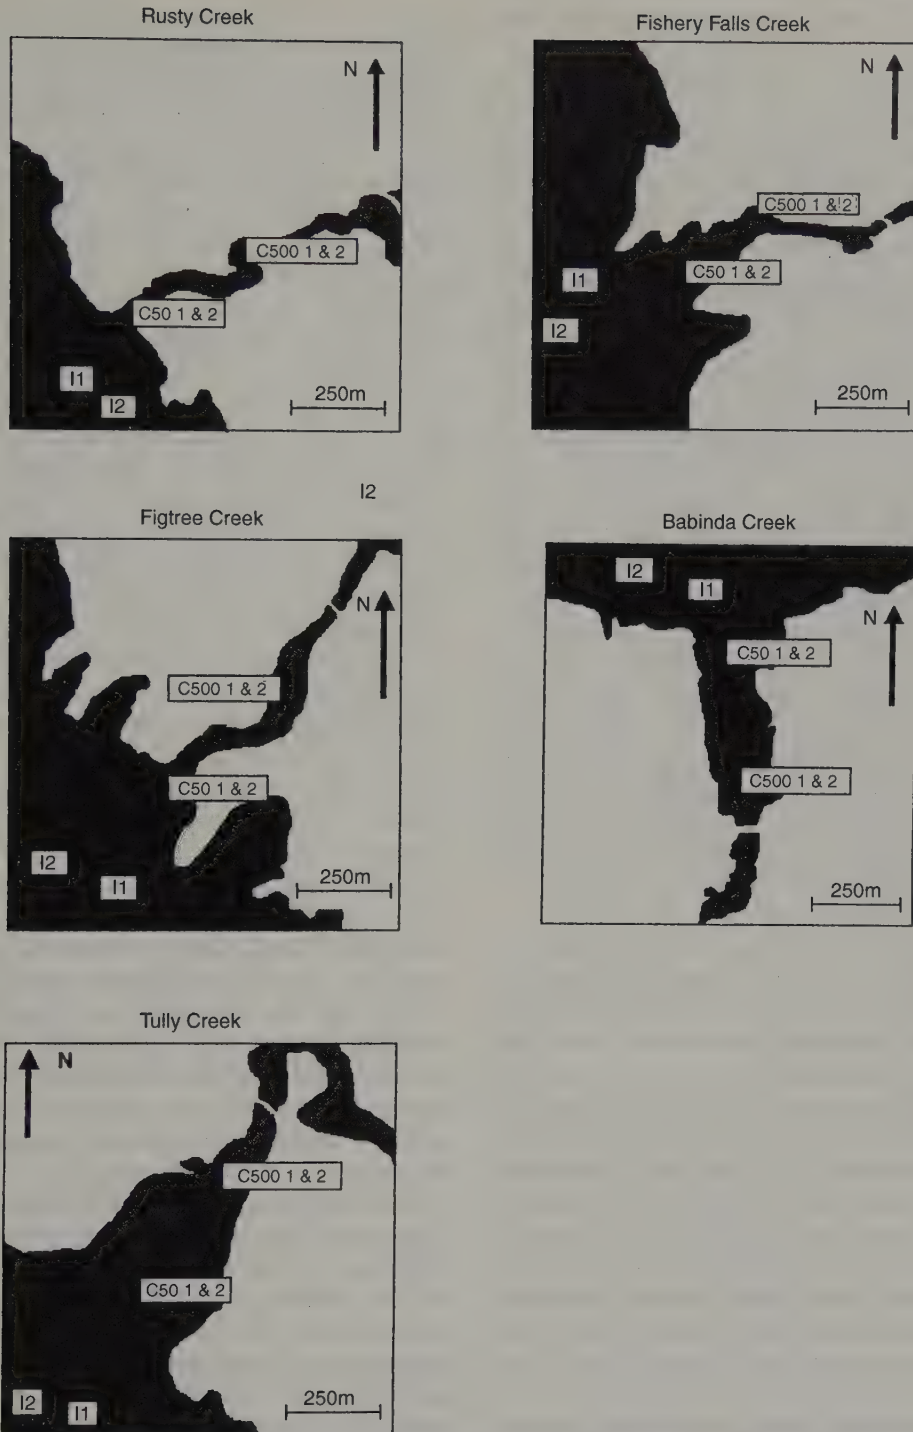 Rusty Creek
N
C500 1 & 2
C50 1 & 2
I1
I2
250m
Fishery Falls Creek
N
C500 1 & 2
C50 1 & 2
I1
I2
250m
I2
Figtree Creek
N
C500 1 & 2
C50 1 & 2
I2
I1
250m
Babinda Creek
I2
I1
N
C50 1 & 2
C500 1 & 2
250m
Tully Creek
N
C500 1 & 2
C50 1 & 2
I2
I1
250m